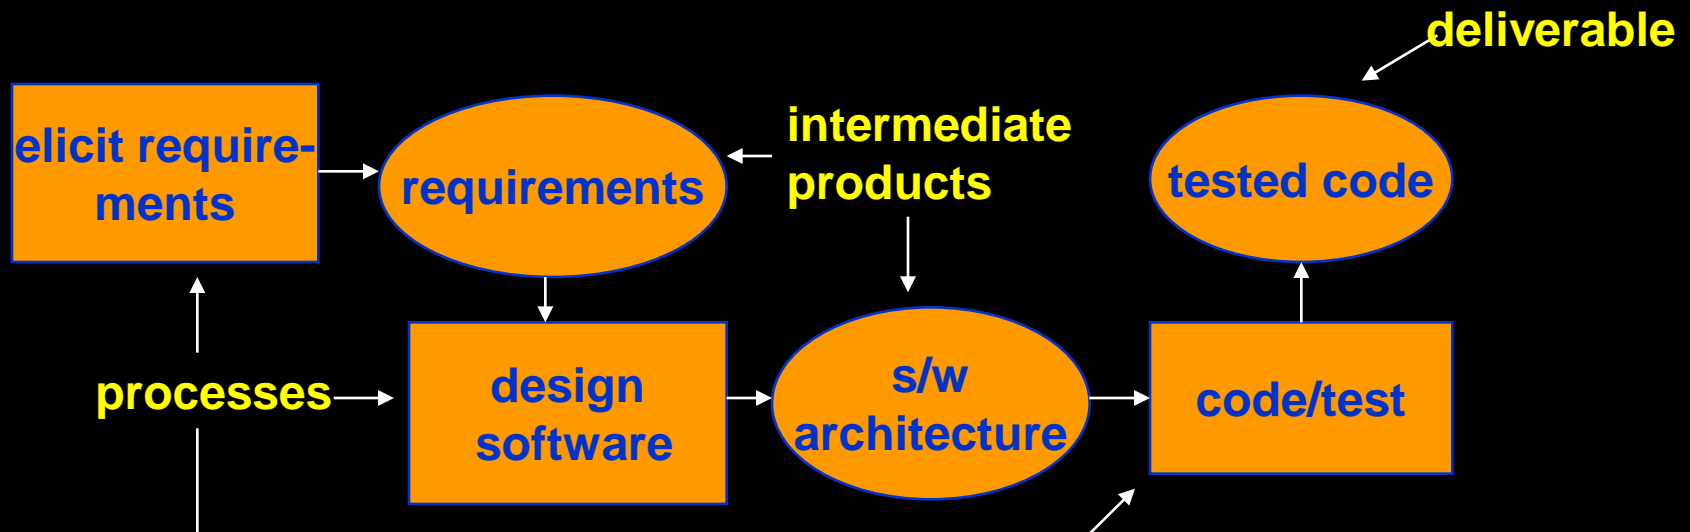 deliverable
elicit require-
ments
requirements
intermediate
products
tested code
processes
design
software
s/w
architecture
code/test